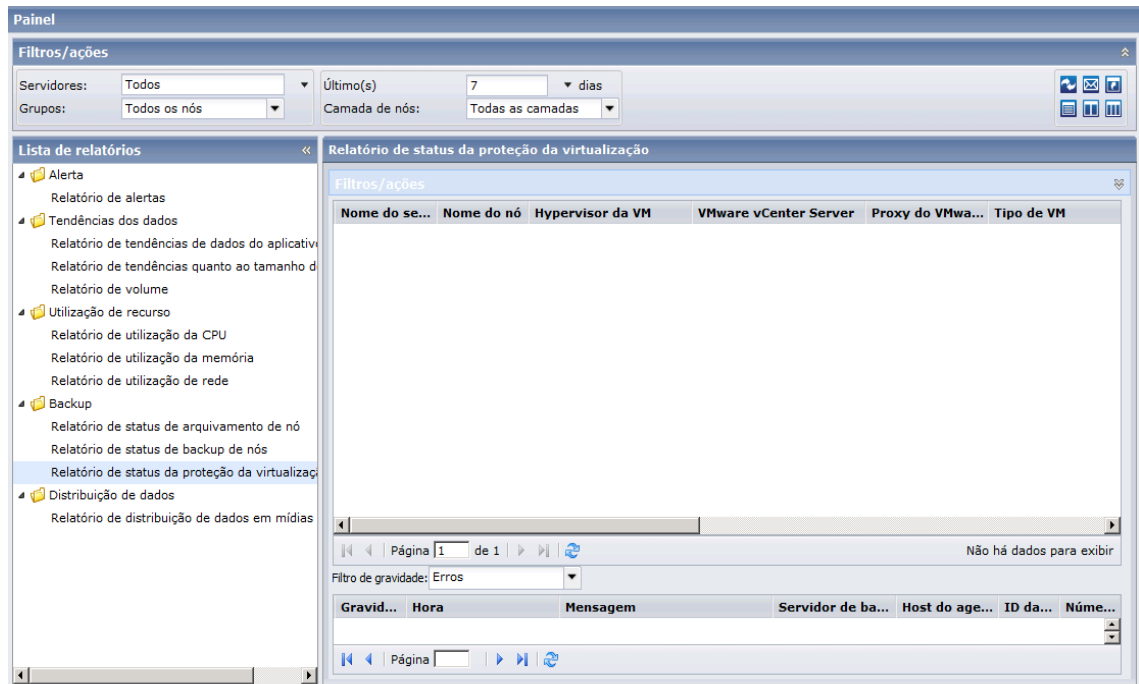 Painel
Filtros/ações
Servidores: Todos Último(s) 7 dias
Grupos: Todos os nós Camada de nós: Todas as camadas
Lista de relatórios
Alerta
Relatório de alertas
Tendências dos dados
Relatório de tendências de dados do aplicativ
Relatório de tendências quanto ao tamanho d
Relatório de volume
Utilização de recurso
Relatório de utilização da CPU
Relatório de utilização da memória
Relatório de utilização de rede
Backup
Relatório de status de arquivamento de nó
Relatório de status de backup de nós
Relatório de status da proteção da virtualizaç
Distribuição de dados
Relatório de distribuição de dados em mídias
Relatório de status da proteção da virtualização
Filtros/ações
Nome do se... Nome do nó Hypervisor da VM VMware vCenter Server Proxy do VMwa... Tipo de VM
Página 1 de 1 Não há dados para exibir
Filtro de gravidade: Erros
Gravid... Hora Mensagem Servidor de ba... Host do age... ID da... Núme...
Página